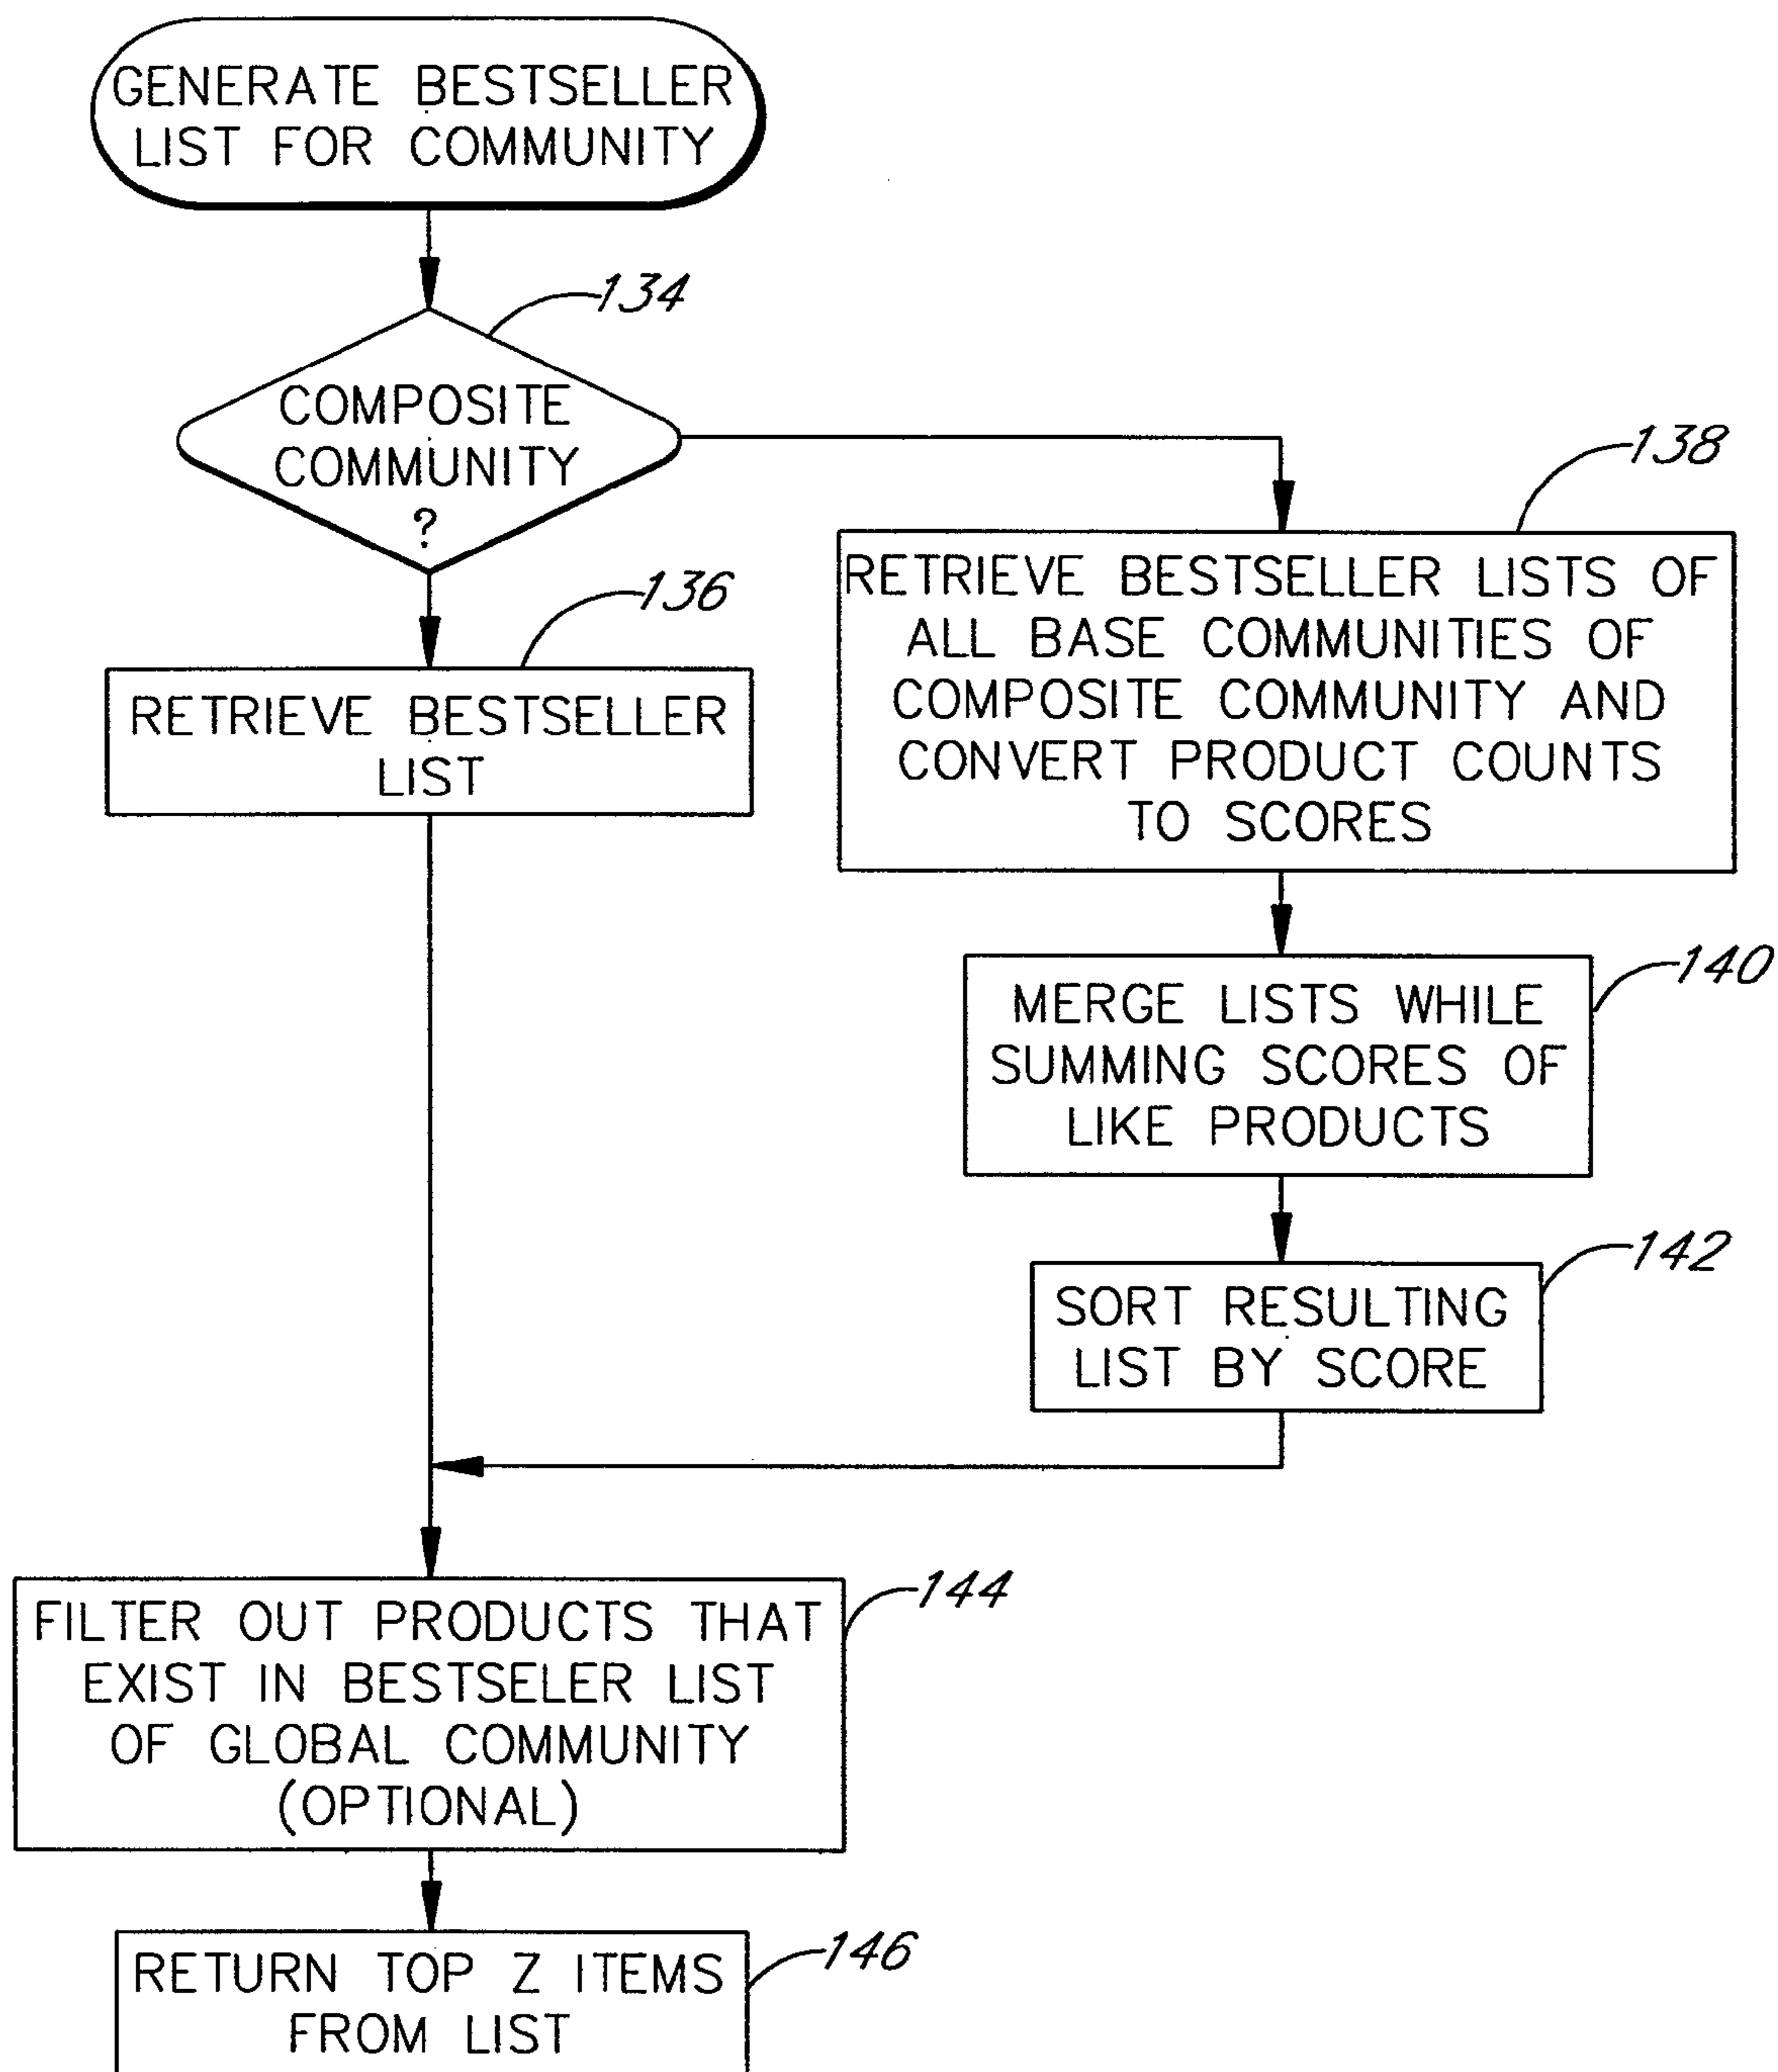 GENERATE BESTSELLER
LIST FOR COMMUNITY
134
COMPOSITE
COMMUNITY
?
136
RETRIEVE BESTSELLER
LIST
138
RETRIEVE BESTSELLER LISTS OF
ALL BASE COMMUNITIES OF
COMPOSITE COMMUNITY AND
CONVERT PRODUCT COUNTS
TO SCORES
140
MERGE LISTS WHILE
SUMMING SCORES OF
LIKE PRODUCTS
142
SORT RESULTING
LIST BY SCORE
144
FILTER OUT PRODUCTS THAT
EXIST IN BESTSELER LIST
OF GLOBAL COMMUNITY
(OPTIONAL)
146
RETURN TOP Z ITEMS
FROM LIST